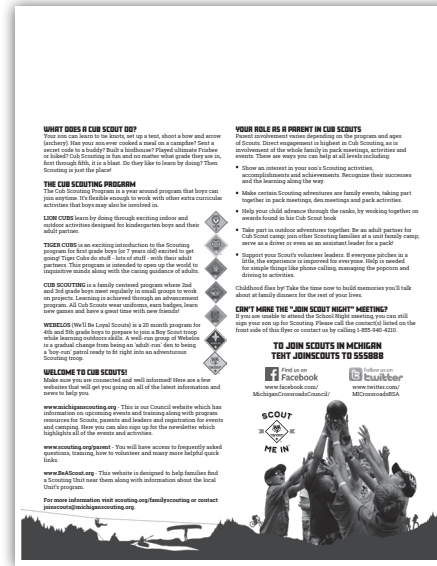 WHAT DOES A CUB SCOUT DO?
Your son can learn to tie knots, set up a tent, shoot a bow and arrow
(archery). Has your son ever cooked a meal on a campfire? Sent a
secret code to a buddy? Built a birdhouse? Played ultimate Frisbee
or hiked? Cub Scouting is fun and no matter what grade they are in,
first through fifth, it is a blast. Do they like to learn by doing? Then
Scouting is just the place!
THE CUB SCOUTING PROGRAM
The Cub Scouting Program is a year around program that boys can
join anytime. It's flexible enough to work with other extra curricular
activities that boys may also be involved in.
LION CUBS learn by doing through exciting indoor and
outdoor activities designed for kindergarten boys and their
adult partner.
TIGER CUBS is an exciting introduction to the Scouting
program for first grade boys (or 7 years old) excited to get
going! Tiger Cubs do stuff - lots of stuff - with their adult
partners. This program is intended to open up the world to
inquisitive minds along with the caring guidance of adults.
CUB SCOUTING is a family centered program where 2nd
and 3rd grade boys meet regularly in small groups to work
on projects. Learning is achieved through an advancement
program. All Cub Scouts wear uniforms, earn badges, learn
new games and have a great time with new friends!
WEBELOS (We'll Be Loyal Scouts) is a 20 month program for
4th and 5th grade boys to prepare to join a Boy Scout troop
while learning outdoors skills. A well-run group of Webelos
is a gradual change from being an 'adult-run' den to being
a 'boy-run' patrol ready to fit right into an adventurous
Scouting troop.
WELCOME TO CUB SCOUTS!
Make sure you are connected and well informed! Here are a few
websites that will get you going on all of the latest information and
news to help you.
www.michiganscouting.org - This is our Council website which has
information on upcoming events and training along with program
resources for Scouts, parents and leaders and registration for events
and camping. Here you can also sign up for the newsletter which
highlights all of the events and activities.
www.scouting.org/parent - You will have access to frequently asked
questions, training, how to volunteer and many more helpful quick
links.
www.BeAScout.org - This website is designed to help families find
a Scouting Unit near them along with information about the local
Unit's program.
For more information visit scouting.org/familyscouting or contact
joinscouts@michiganscouting.org.
YOUR ROLE AS A PARENT IN CUB SCOUTS
Parent involvement varies depending on the program and ages
of Scouts. Direct engagement is highest in Cub Scouting, as is
involvement of the whole family in pack meetings, activities and
events. There are ways you can help at all levels including:
• Show an interest in your son's Scouting activities,
accomplishments and achievements. Recognize their successes
and the learning along the way.
• Make certain Scouting adventures are family events, taking part
together in pack meetings, den meetings and pack activities.
• Help your child advance through the ranks, by working together on
awards found in his Cub Scout book
• Take part in outdoor adventures together. Be an adult partner for
Cub Scout camp; join other Scouting families at a unit family camp;
serve as a driver or even as an assistant leader for a pack!
• Support your Scout's volunteer leaders. If everyone pitches in a
little, the experience is improved for everyone. Help is needed
for simple things like phone calling, managing the popcorn and
driving to activities.
Childhood flies by! Take the time now to build memories you'll talk
about at family dinners for the rest of your lives.
CAN'T MAKE THE "JOIN SCOUT NIGHT" MEETING?
If you are unable to attend the School Night meeting, you can still
sign your son up for Scouting. Please call the contact(s) listed on the
front side of this flyer or contact us by calling 1-855-940-4210.
TO JOIN SCOUTS IN MICHIGAN
TEXT JOINSCOUTS TO 555888
Find us on
Facebook
www.facebook.com/
MichiganCrossroadsCouncil/
follow us on
twitter
www.twitter.com/
MICrossroadsBSA
SCOUT
ME IN